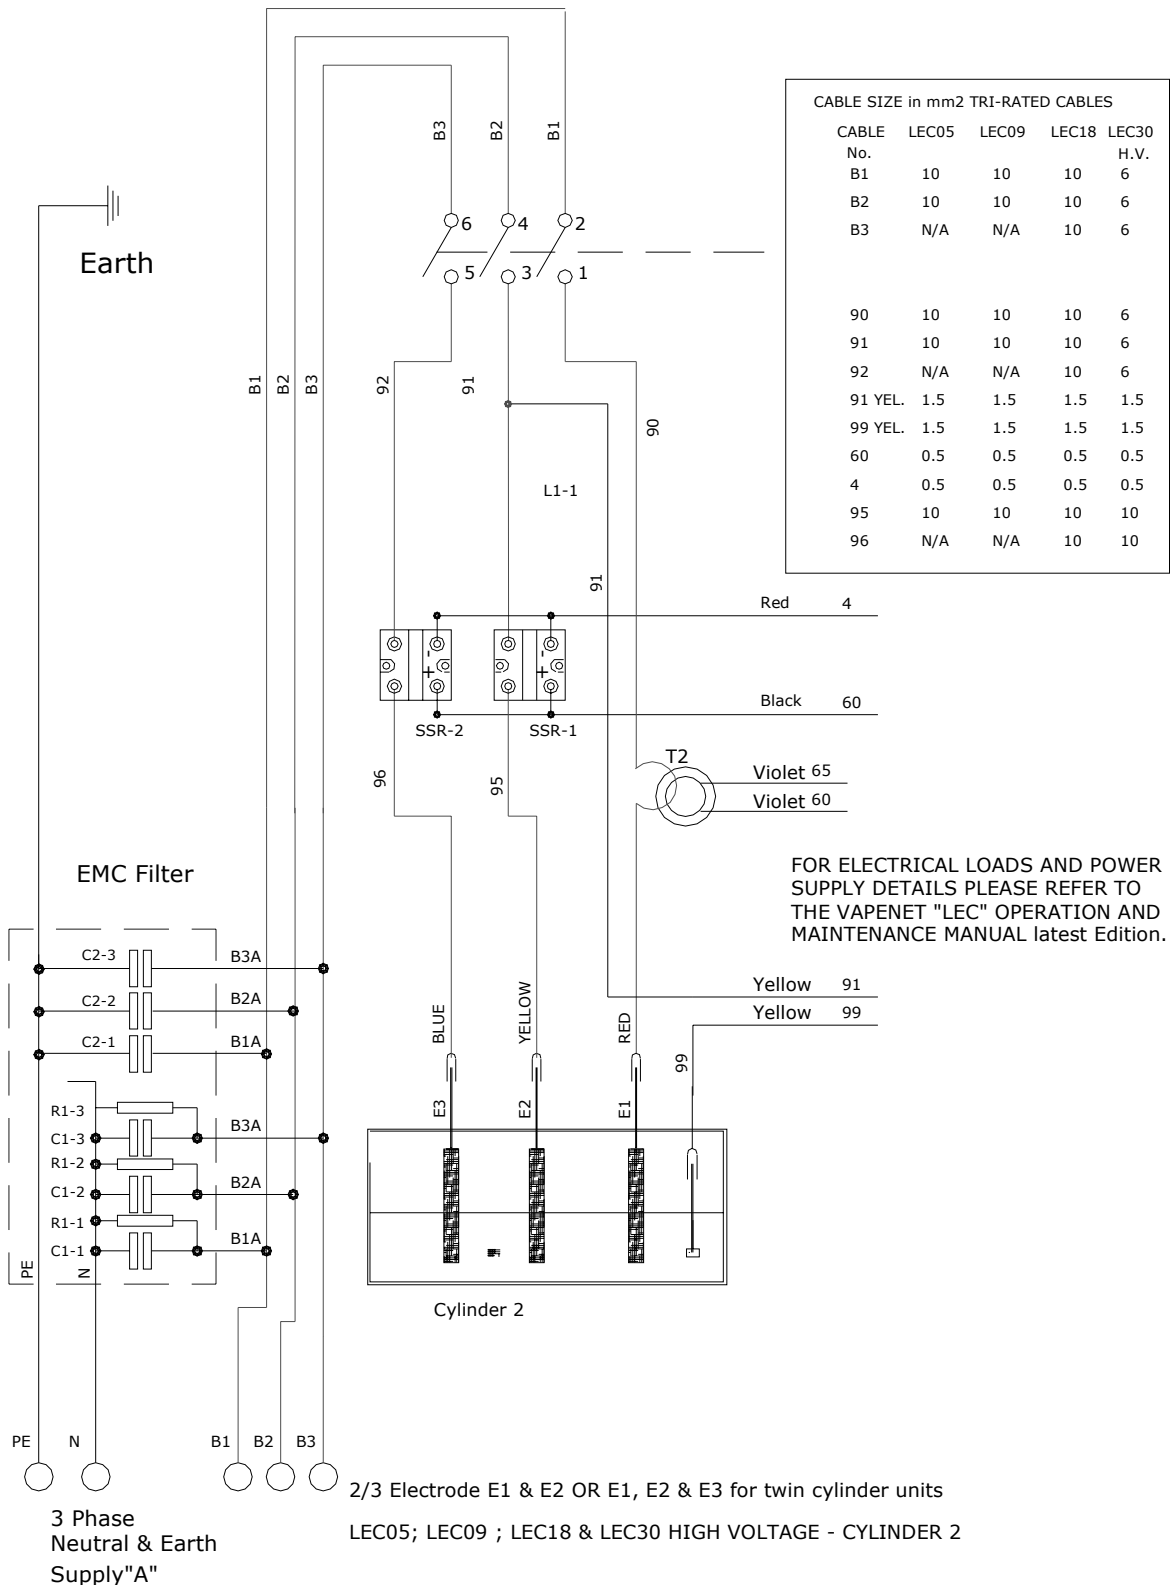 CABLE SIZE in mm2 TRI-RATED CABLES
CABLE No. LEC05 LEC09 LEC18 LEC30 H.V.
B1 10 10 10 6
B2 10 10 10 6
B3 N/A N/A 10 6
90 10 10 10 6
91 10 10 10 6
92 N/A N/A 10 6
91 YEL. 1.5 1.5 1.5 1.5
99 YEL. 1.5 1.5 1.5 1.5
60 0.5 0.5 0.5 0.5
4 0.5 0.5 0.5 0.5
95 10 10 10 10
96 N/A N/A 10 10
B3 B2 B1
6 4 2
5 3 1
Earth
B1 B2 B3 92 91 90
L1-1
91
Red 4
- +
- +
Black 60
SSR-2 SSR-1
96 95
T2
Violet 65
Violet 60
FOR ELECTRICAL LOADS AND POWER
SUPPLY DETAILS PLEASE REFER TO
THE VAPENET "LEC" OPERATION AND
MAINTENANCE MANUAL latest Edition.
EMC Filter
C2-3 B3A
C2-2 B2A
C2-1 B1A
R1-3
C1-3 B3A
R1-2
C1-2 B2A
R1-1
C1-1 B1A
PE N
Yellow 91
Yellow 99
BLUE YELLOW RED
99
E3 E2 E1
Cylinder 2
PE N B1 B2 B3
3 Phase
Neutral & Earth
Supply"A"
2/3 Electrode E1 & E2 OR E1, E2 & E3 for twin cylinder units
LEC05; LEC09 ; LEC18 & LEC30 HIGH VOLTAGE - CYLINDER 2